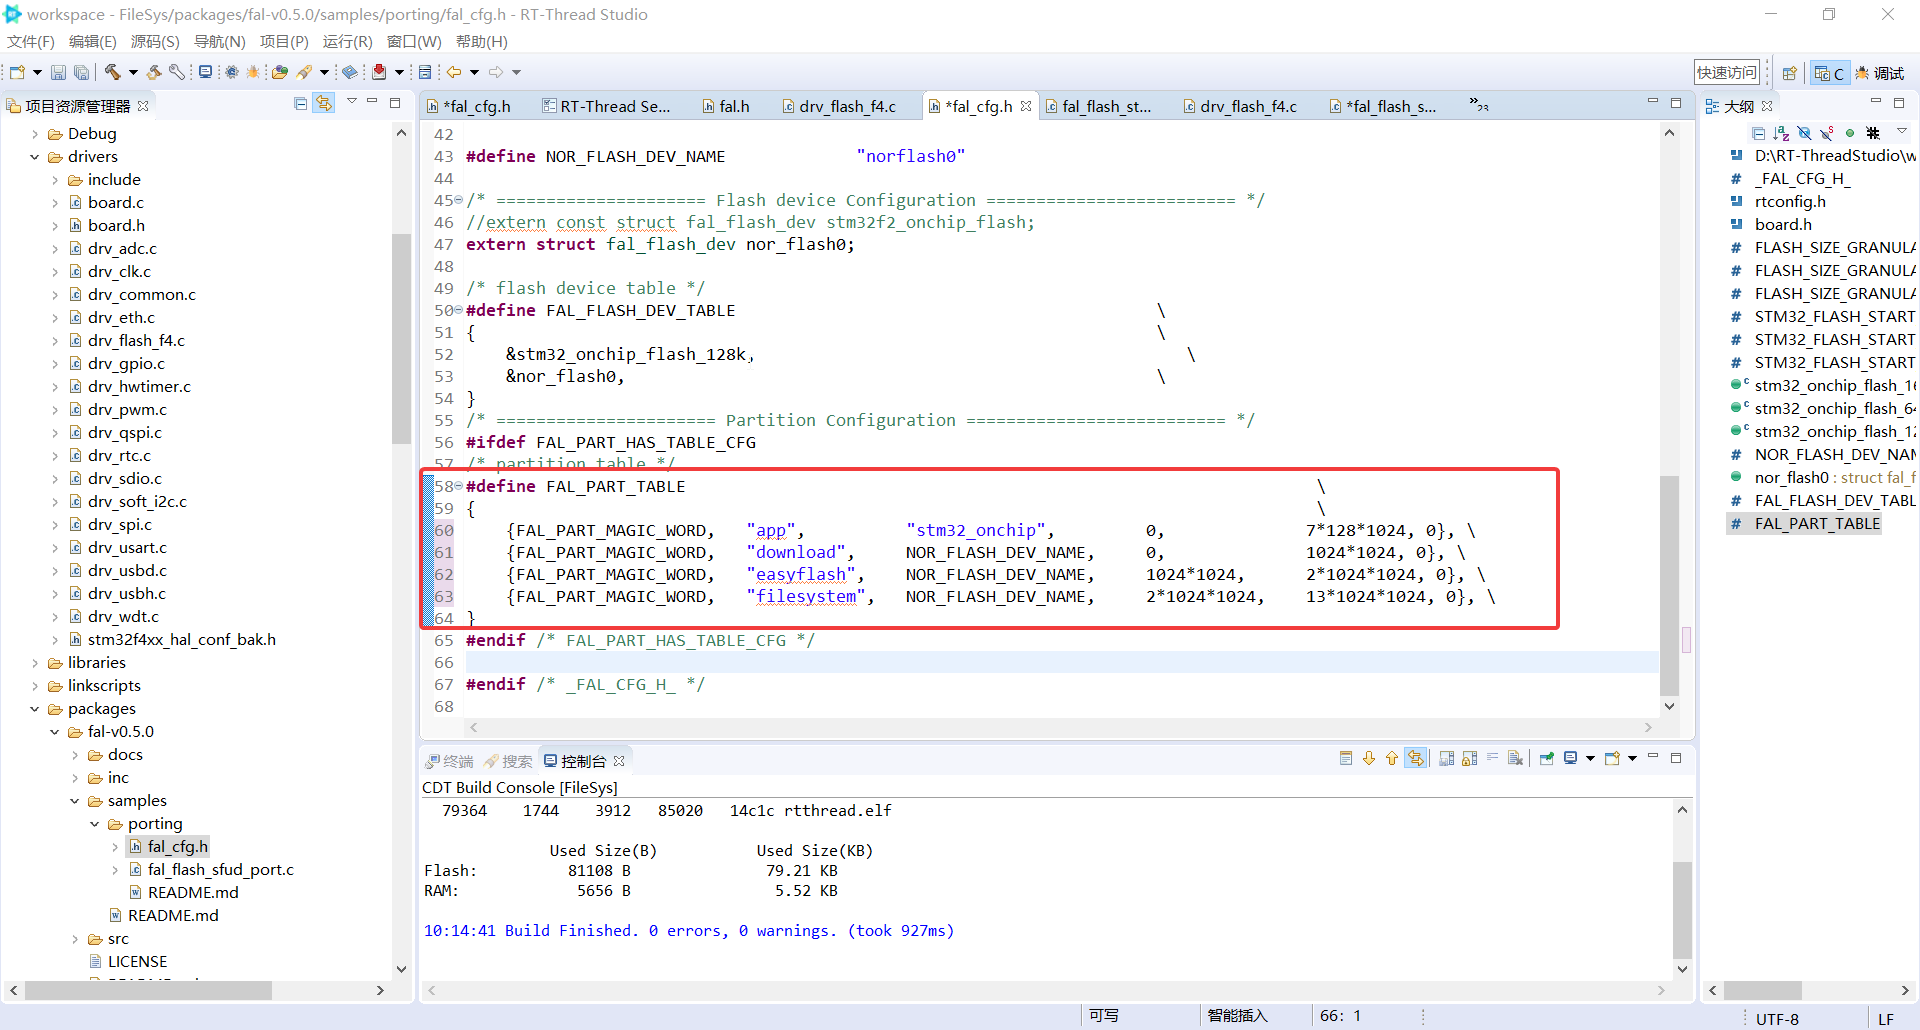 workspace - FileSys/packages/fal-v0.5.0/samples/porting/fal_cfg.h - RT-Thread Studio
文件(F) 编辑(E) 源码(S) 导航(N) 项目(P) 运行(R) 窗口(W) 帮助(H)
快速访问 C 调试
项目资源管理器
Debug
drivers
include
board.c
board.h
drv_adc.c
drv_clk.c
drv_common.c
drv_eth.c
drv_flash_f4.c
drv_gpio.c
drv_hwtimer.c
drv_pwm.c
drv_qspi.c
drv_rtc.c
drv_sdio.c
drv_soft_i2c.c
drv_spi.c
drv_usart.c
drv_usbd.c
drv_usbh.c
drv_wdt.c
stm32f4xx_hal_conf_bak.h
libraries
linkscripts
packages
fal-v0.5.0
docs
inc
samples
porting
fal_cfg.h
fal_flash_sfud_port.c
README.md
README.md
src
LICENSE
*fal_cfg.h RT-Thread Se... fal.h drv_flash_f4.c *fal_cfg.h fal_flash_st... drv_flash_f4.c *fal_flash_s... »23
42
43 #define NOR_FLASH_DEV_NAME "norflash0"
44
45 /* ===================== Flash device Configuration ========================= */
46 //extern const struct fal_flash_dev stm32f2_onchip_flash;
47 extern struct fal_flash_dev nor_flash0;
48
49 /* flash device table */
50 #define FAL_FLASH_DEV_TABLE \
51 { \
52 &stm32_onchip_flash_128k, \
53 &nor_flash0, \
54 }
55 /* ====================== Partition Configuration ========================== */
56 #ifdef FAL_PART_HAS_TABLE_CFG
57 /* partition table */
58 #define FAL_PART_TABLE \
59 { \
60 {FAL_PART_MAGIC_WORD, "app", "stm32_onchip", 0, 7*128*1024, 0}, \
61 {FAL_PART_MAGIC_WORD, "download", NOR_FLASH_DEV_NAME, 0, 1024*1024, 0}, \
62 {FAL_PART_MAGIC_WORD, "easyflash", NOR_FLASH_DEV_NAME, 1024*1024, 2*1024*1024, 0}, \
63 {FAL_PART_MAGIC_WORD, "filesystem", NOR_FLASH_DEV_NAME, 2*1024*1024, 13*1024*1024, 0}, \
64 }
65 #endif /* FAL_PART_HAS_TABLE_CFG */
66
67 #endif /* _FAL_CFG_H_ */
68
终端 搜索 控制台
CDT Build Console [FileSys]
79364 1744 3912 85020 14c1c rtthread.elf
Used Size(B) Used Size(KB)
Flash: 81108 B 79.21 KB
RAM: 5656 B 5.52 KB
10:14:41 Build Finished. 0 errors, 0 warnings. (took 927ms)
大纲
D:\RT-ThreadStudio\w
_FAL_CFG_H_
rtconfig.h
board.h
FLASH_SIZE_GRANULA
FLASH_SIZE_GRANULA
FLASH_SIZE_GRANULA
STM32_FLASH_START
STM32_FLASH_START
STM32_FLASH_START
stm32_onchip_flash_16
stm32_onchip_flash_64
stm32_onchip_flash_12
NOR_FLASH_DEV_NAM
nor_flash0 : struct fal_f
FAL_FLASH_DEV_TABL
FAL_PART_TABLE
可写 智能插入 66: 1 UTF-8 LF